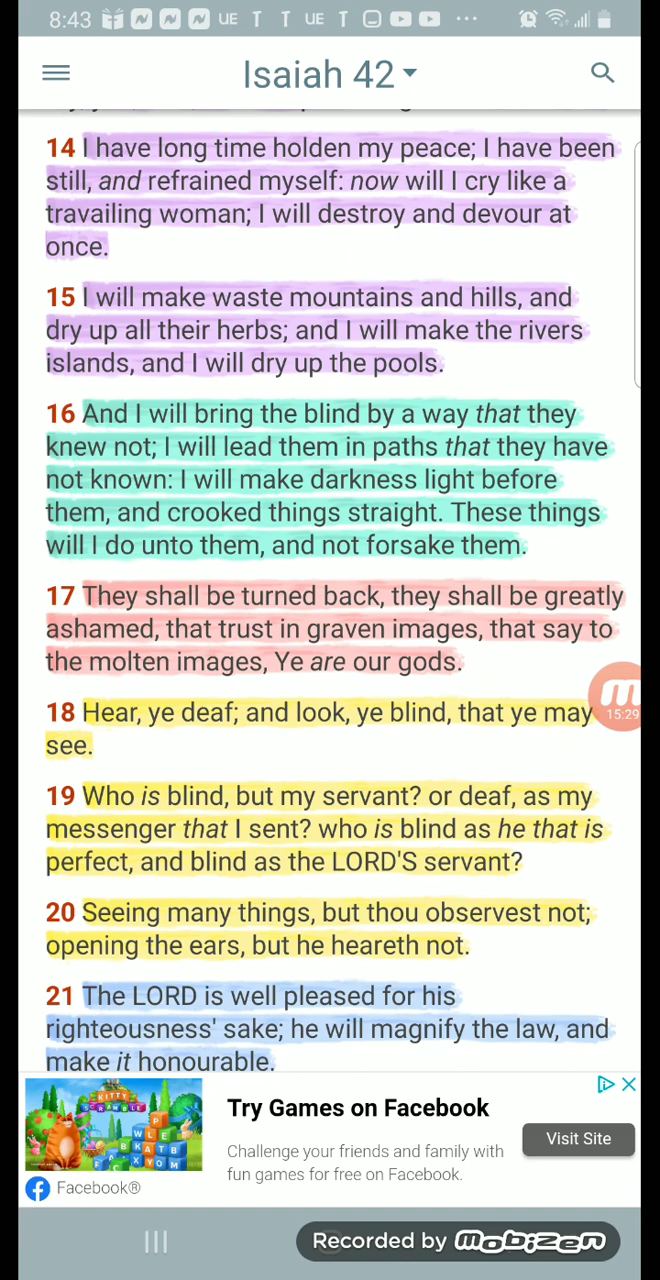 8:43 UE T T UE T
Isaiah 42
14 I have long time holden my peace; I have been
still, and refrained myself: now will I cry like a
travailing woman; I will destroy and devour at
once.
15 I will make waste mountains and hills, and
dry up all their herbs; and I will make the rivers
islands, and I will dry up the pools.
16 And I will bring the blind by a way that they
knew not; I will lead them in paths that they have
not known: I will make darkness light before
them, and crooked things straight. These things
will I do unto them, and not forsake them.
17 They shall be turned back, they shall be greatly
ashamed, that trust in graven images, that say to
the molten images, Ye are our gods.
15:29
18 Hear, ye deaf; and look, ye blind, that ye may
see.
19 Who is blind, but my servant? or deaf, as my
messenger that I sent? who is blind as he that is
perfect, and blind as the LORD'S servant?
20 Seeing many things, but thou observest not;
opening the ears, but he heareth not.
21 The LORD is well pleased for his
righteousness' sake; he will magnify the law, and
make it honourable.
KITTY
SCRAMBLE
Try Games on Facebook
Challenge your friends and family with
fun games for free on Facebook.
Visit Site
Facebook®
Recorded by mobizen